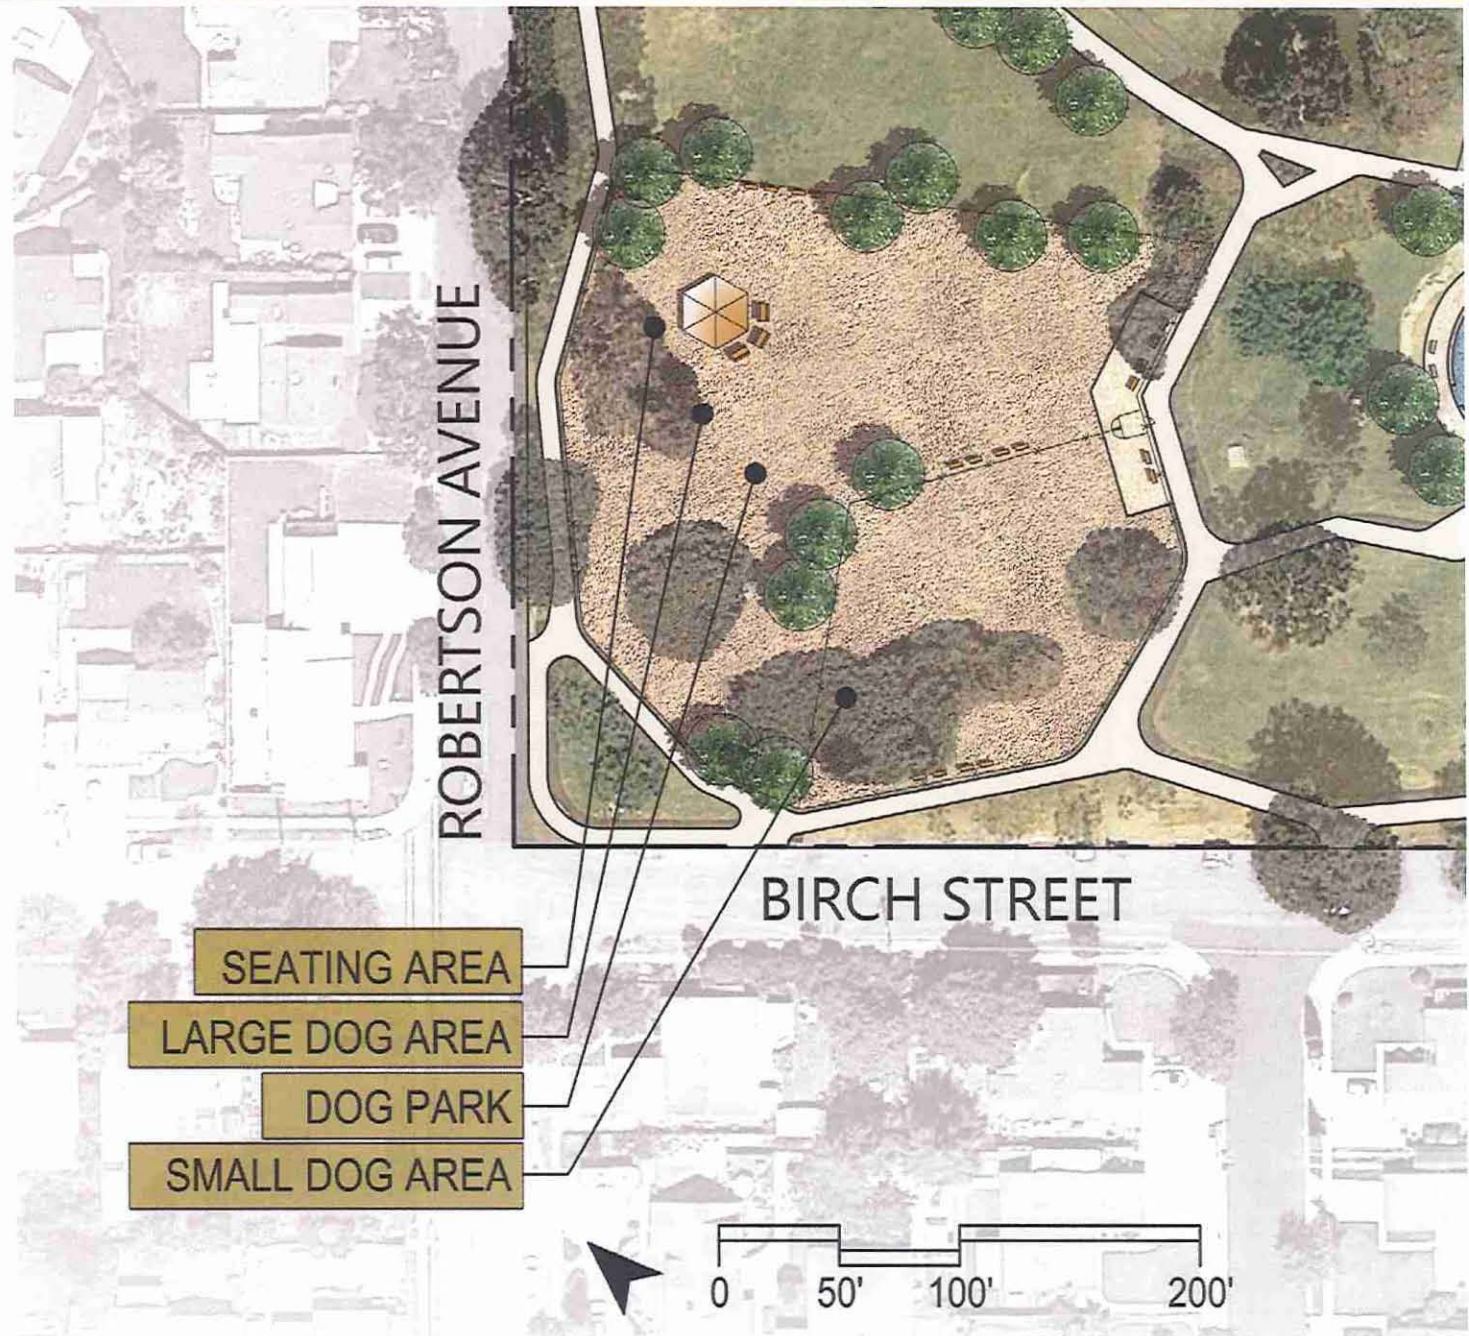 ROBERTSON AVENUE
BIRCH STREET
SEATING AREA
LARGE DOG AREA
DOG PARK
SMALL DOG AREA
0 50' 100' 200'